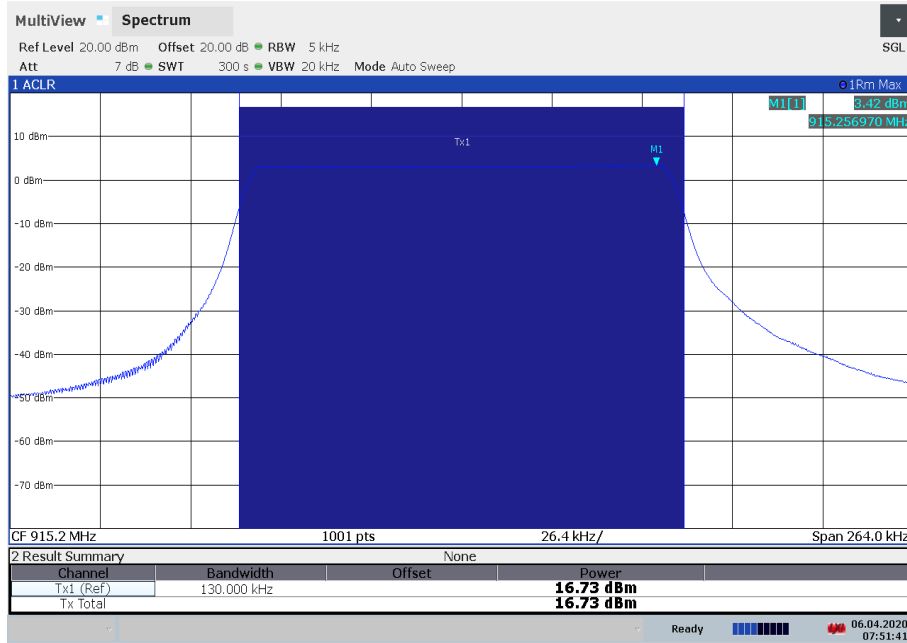 MultiView Spectrum
Ref Level 20.00 dBm Offset 20.00 dB RBW 5 kHz SGL
Att 7 dB SWT 300 s VBW 20 kHz Mode Auto Sweep
1 ACLR 1Rm Max
M1[1] 3.42 dBm
915.256970 MHz
10 dBm
Tx1
M1
0 dBm
-10 dBm
-20 dBm
-30 dBm
-40 dBm
-50 dBm
-60 dBm
-70 dBm
CF 915.2 MHz 1001 pts 26.4 kHz/ Span 264.0 kHz
2 Result Summary None
Channel Bandwidth Offset Power
Tx1 (Ref) 130.000 kHz 16.73 dBm
Tx Total 16.73 dBm
Ready 06.04.2020
07:51:41